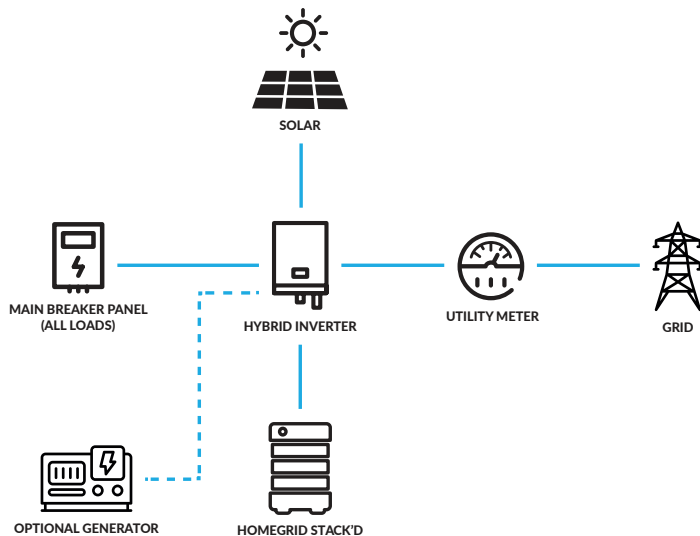 SOLAR
MAIN BREAKER PANEL
(ALL LOADS)
HYBRID INVERTER
UTILITY METER
GRID
OPTIONAL GENERATOR
HOMEGRID STACK'D